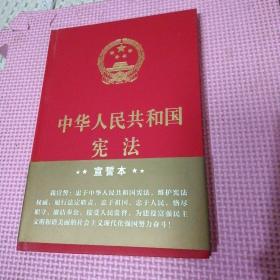 中华人民共和国
宪法
宣誓本
我宣誓：忠于中华人民共和国宪法，维护宪法
权威，履行法定职责，忠于祖国、忠于人民，恪尽
职守、廉洁奉公，接受人民监督，为建设富强民主
文明和谐美丽的社会主义现代化强国努力奋斗！